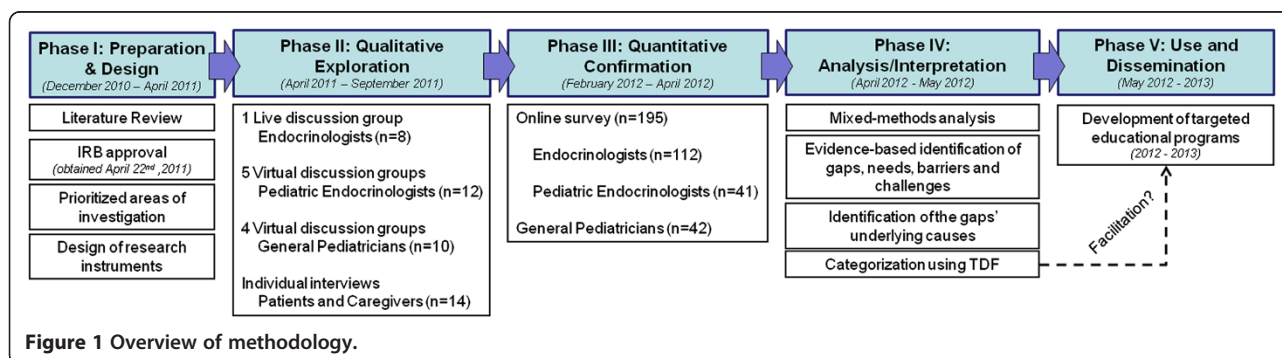 Phase I: Preparation
& Design
(December 2010 – April 2011)
Literature Review
IRB approval
(obtained April 22nd ,2011)
Prioritized areas of
investigation
Design of research
instruments
Phase II: Qualitative
Exploration
(April 2011 – September 2011)
1 Live discussion group
Endocrinologists (n=8)
5 Virtual discussion groups
Pediatric Endocrinologists (n=12)
4 Virtual discussion groups
General Pediatricians (n=10)
Individual interviews
Patients and Caregivers (n=14)
Phase III: Quantitative
Confirmation
(February 2012 – April 2012)
Online survey (n=195)
Endocrinologists (n=112)
Pediatric Endocrinologists (n=41)
General Pediatricians (n=42)
Phase IV:
Analysis/Interpretation
(April 2012 - May 2012)
Mixed-methods analysis
Evidence-based identification of
gaps, needs, barriers and
challenges
Identification of the gaps'
underlying causes
Categorization using TDF
Phase V: Use and
Dissemination
(May 2012 - 2013)
Development of targeted
educational programs
(2012 - 2013)
Facilitation?
Figure 1 Overview of methodology.